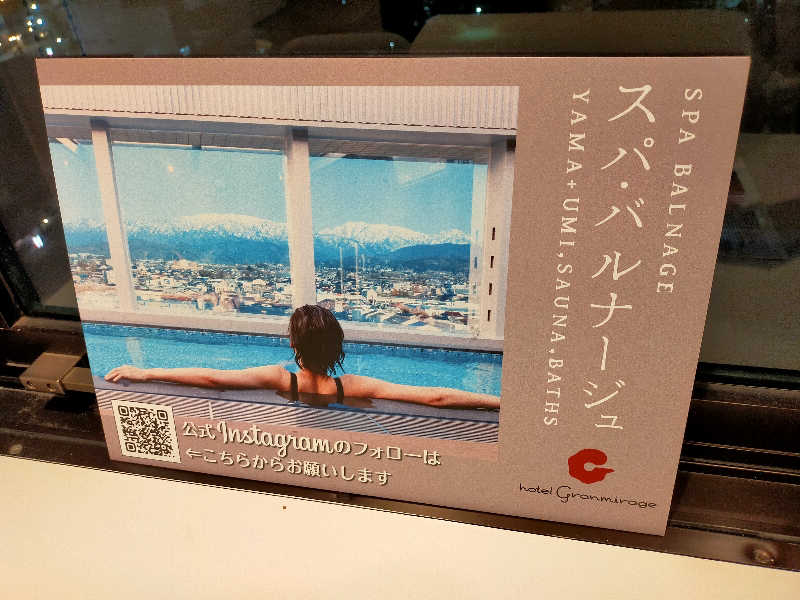 SPA BALNAGE
スパ・バルナージュ
YAMA+UMI,SAUNA,BATHS
公式Instagramのフォローは
←こちらからお願いします
hotel Granmirage